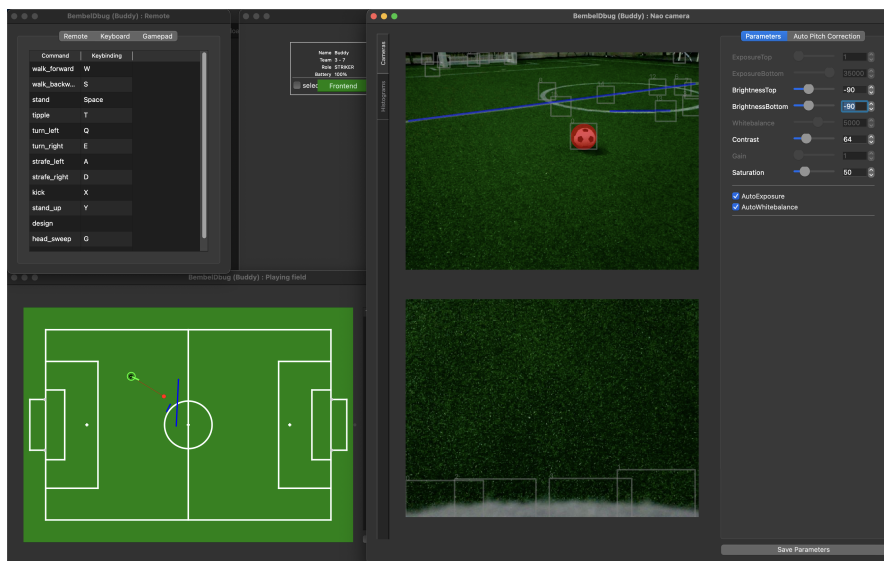 BembelDbug (Buddy) : Remote
Remote Keyboard Gamepad
Command Keybinding
walk_forward W
walk_backw... S
stand Space
tipple T
turn_left Q
turn_right E
strafe_left A
strafe_right D
kick X
stand_up Y
design
head_sweep G
Name Buddy
Team 3 - 7
Role STRIKER
Battery 100%
selec Frontend
BembelDbug (Buddy) : Playing field
BembelDbug (Buddy) : Nao camera
Cameras
Histograms
Parameters Auto Pitch Correction
ExposureTop 1
ExposureBottom 36000
BrightnessTop -90
BrightnessBottom -90
Whitebalance 5000
Contrast 64
Gain 1
Saturation 50
AutoExposure
AutoWhitebalance
Save Parameters